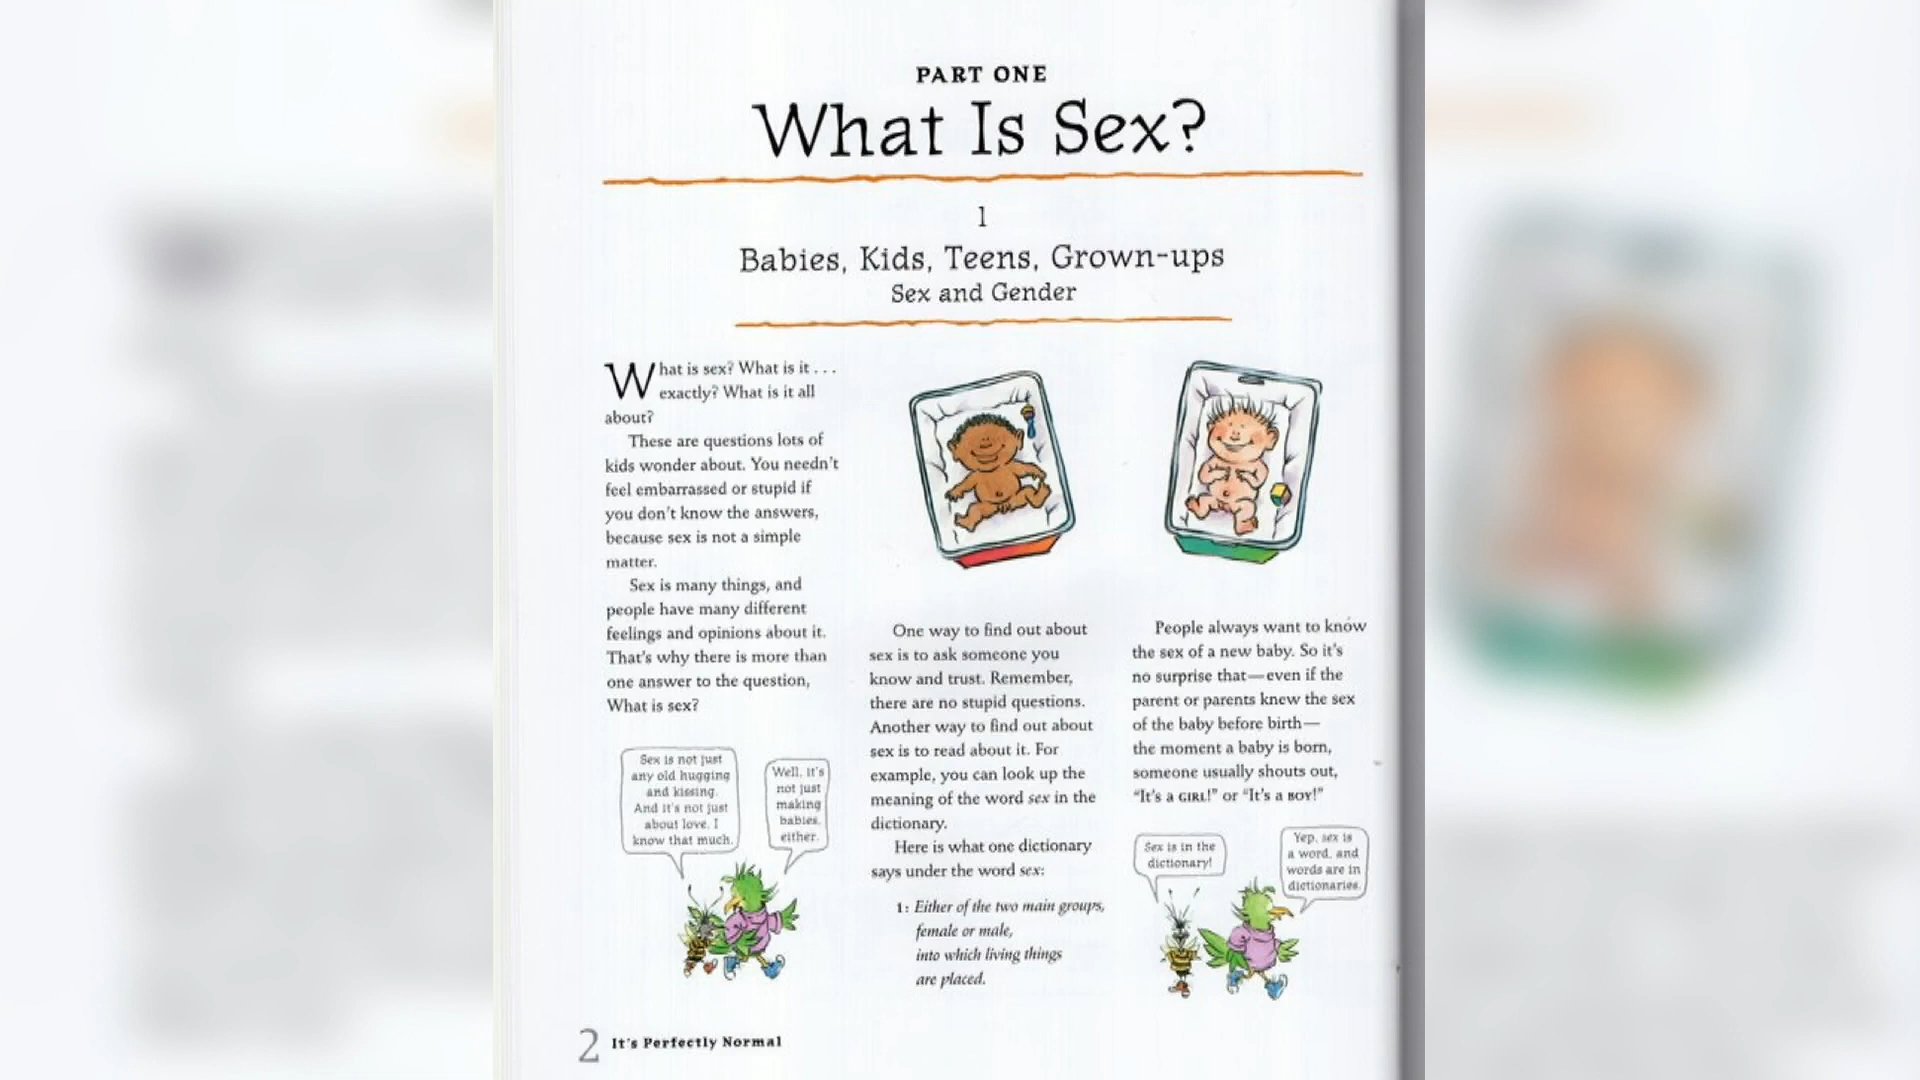 PART ONE
What Is Sex?
1
Babies, Kids, Teens, Grown-ups
Sex and Gender
What is sex? What is it . . .
exactly? What is it all
about?
These are questions lots of
kids wonder about. You needn't
feel embarrassed or stupid if
you don't know the answers,
because sex is not a simple
matter.
Sex is many things, and
people have many different
feelings and opinions about it.
That's why there is more than
one answer to the question,
What is sex?
Sex is not just
any old hugging
and kissing.
And it's not just
about love. I
know that much.
Well, it's
not just
making
babies,
either.
One way to find out about
sex is to ask someone you
know and trust. Remember,
there are no stupid questions.
Another way to find out about
sex is to read about it. For
example, you can look up the
meaning of the word sex in the
dictionary.
Here is what one dictionary
says under the word sex:
1: Either of the two main groups,
female or male,
into which living things
are placed.
People always want to know
the sex of a new baby. So it's
no surprise that—even if the
parent or parents knew the sex
of the baby before birth—
the moment a baby is born,
someone usually shouts out,
"It's a GIRL!" or "It's a BOY!"
Sex is in the
dictionary!
Yep, sex is
a word, and
words are in
dictionaries.
2 It's Perfectly Normal